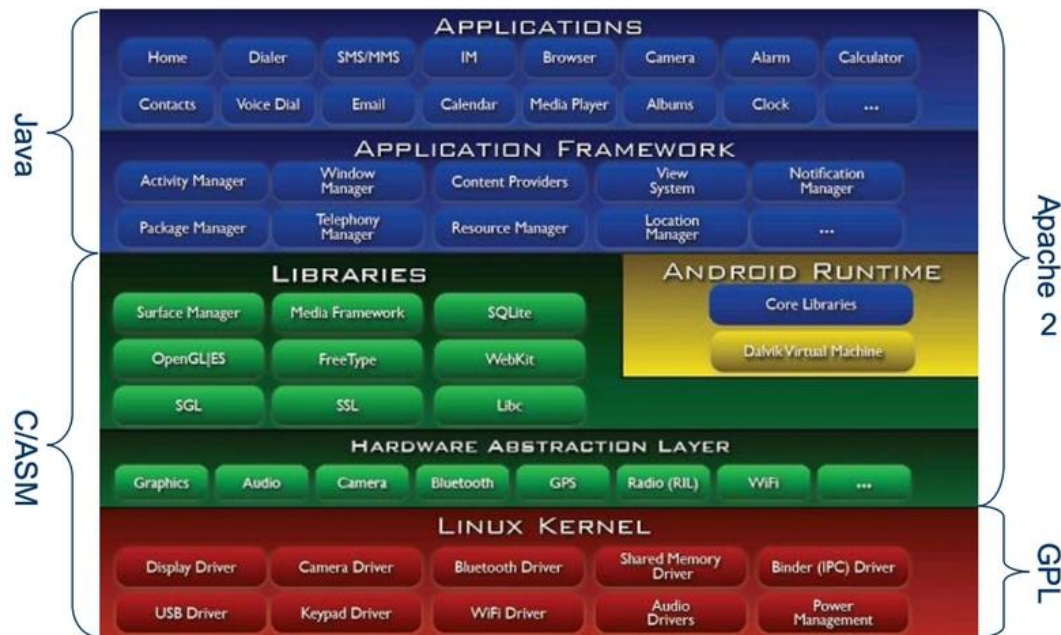 APPLICATIONS
Home Dialer SMS/MMS IM Browser Camera Alarm Calculator
Contacts Voice Dial Email Calendar Media Player Albums Clock ...
APPLICATION FRAMEWORK
Activity Manager Window Manager Content Providers View System Notification Manager
Package Manager Telephony Manager Resource Manager Location Manager ...
Java
LIBRARIES
Surface Manager Media Framework SQLite
OpenGL|ES FreeType WebKit
SGL SSL Libc
ANDROID RUNTIME
Core Libraries
Dalvik Virtual Machine
HARDWARE ABSTRACTION LAYER
Graphics Audio Camera Bluetooth GPS Radio (RIL) WiFi ...
LINUX KERNEL
Display Driver Camera Driver Bluetooth Driver Shared Memory Driver Binder (IPC) Driver
USB Driver Keypad Driver WiFi Driver Audio Drivers Power Management
C/ASM
Apache 2
GPL